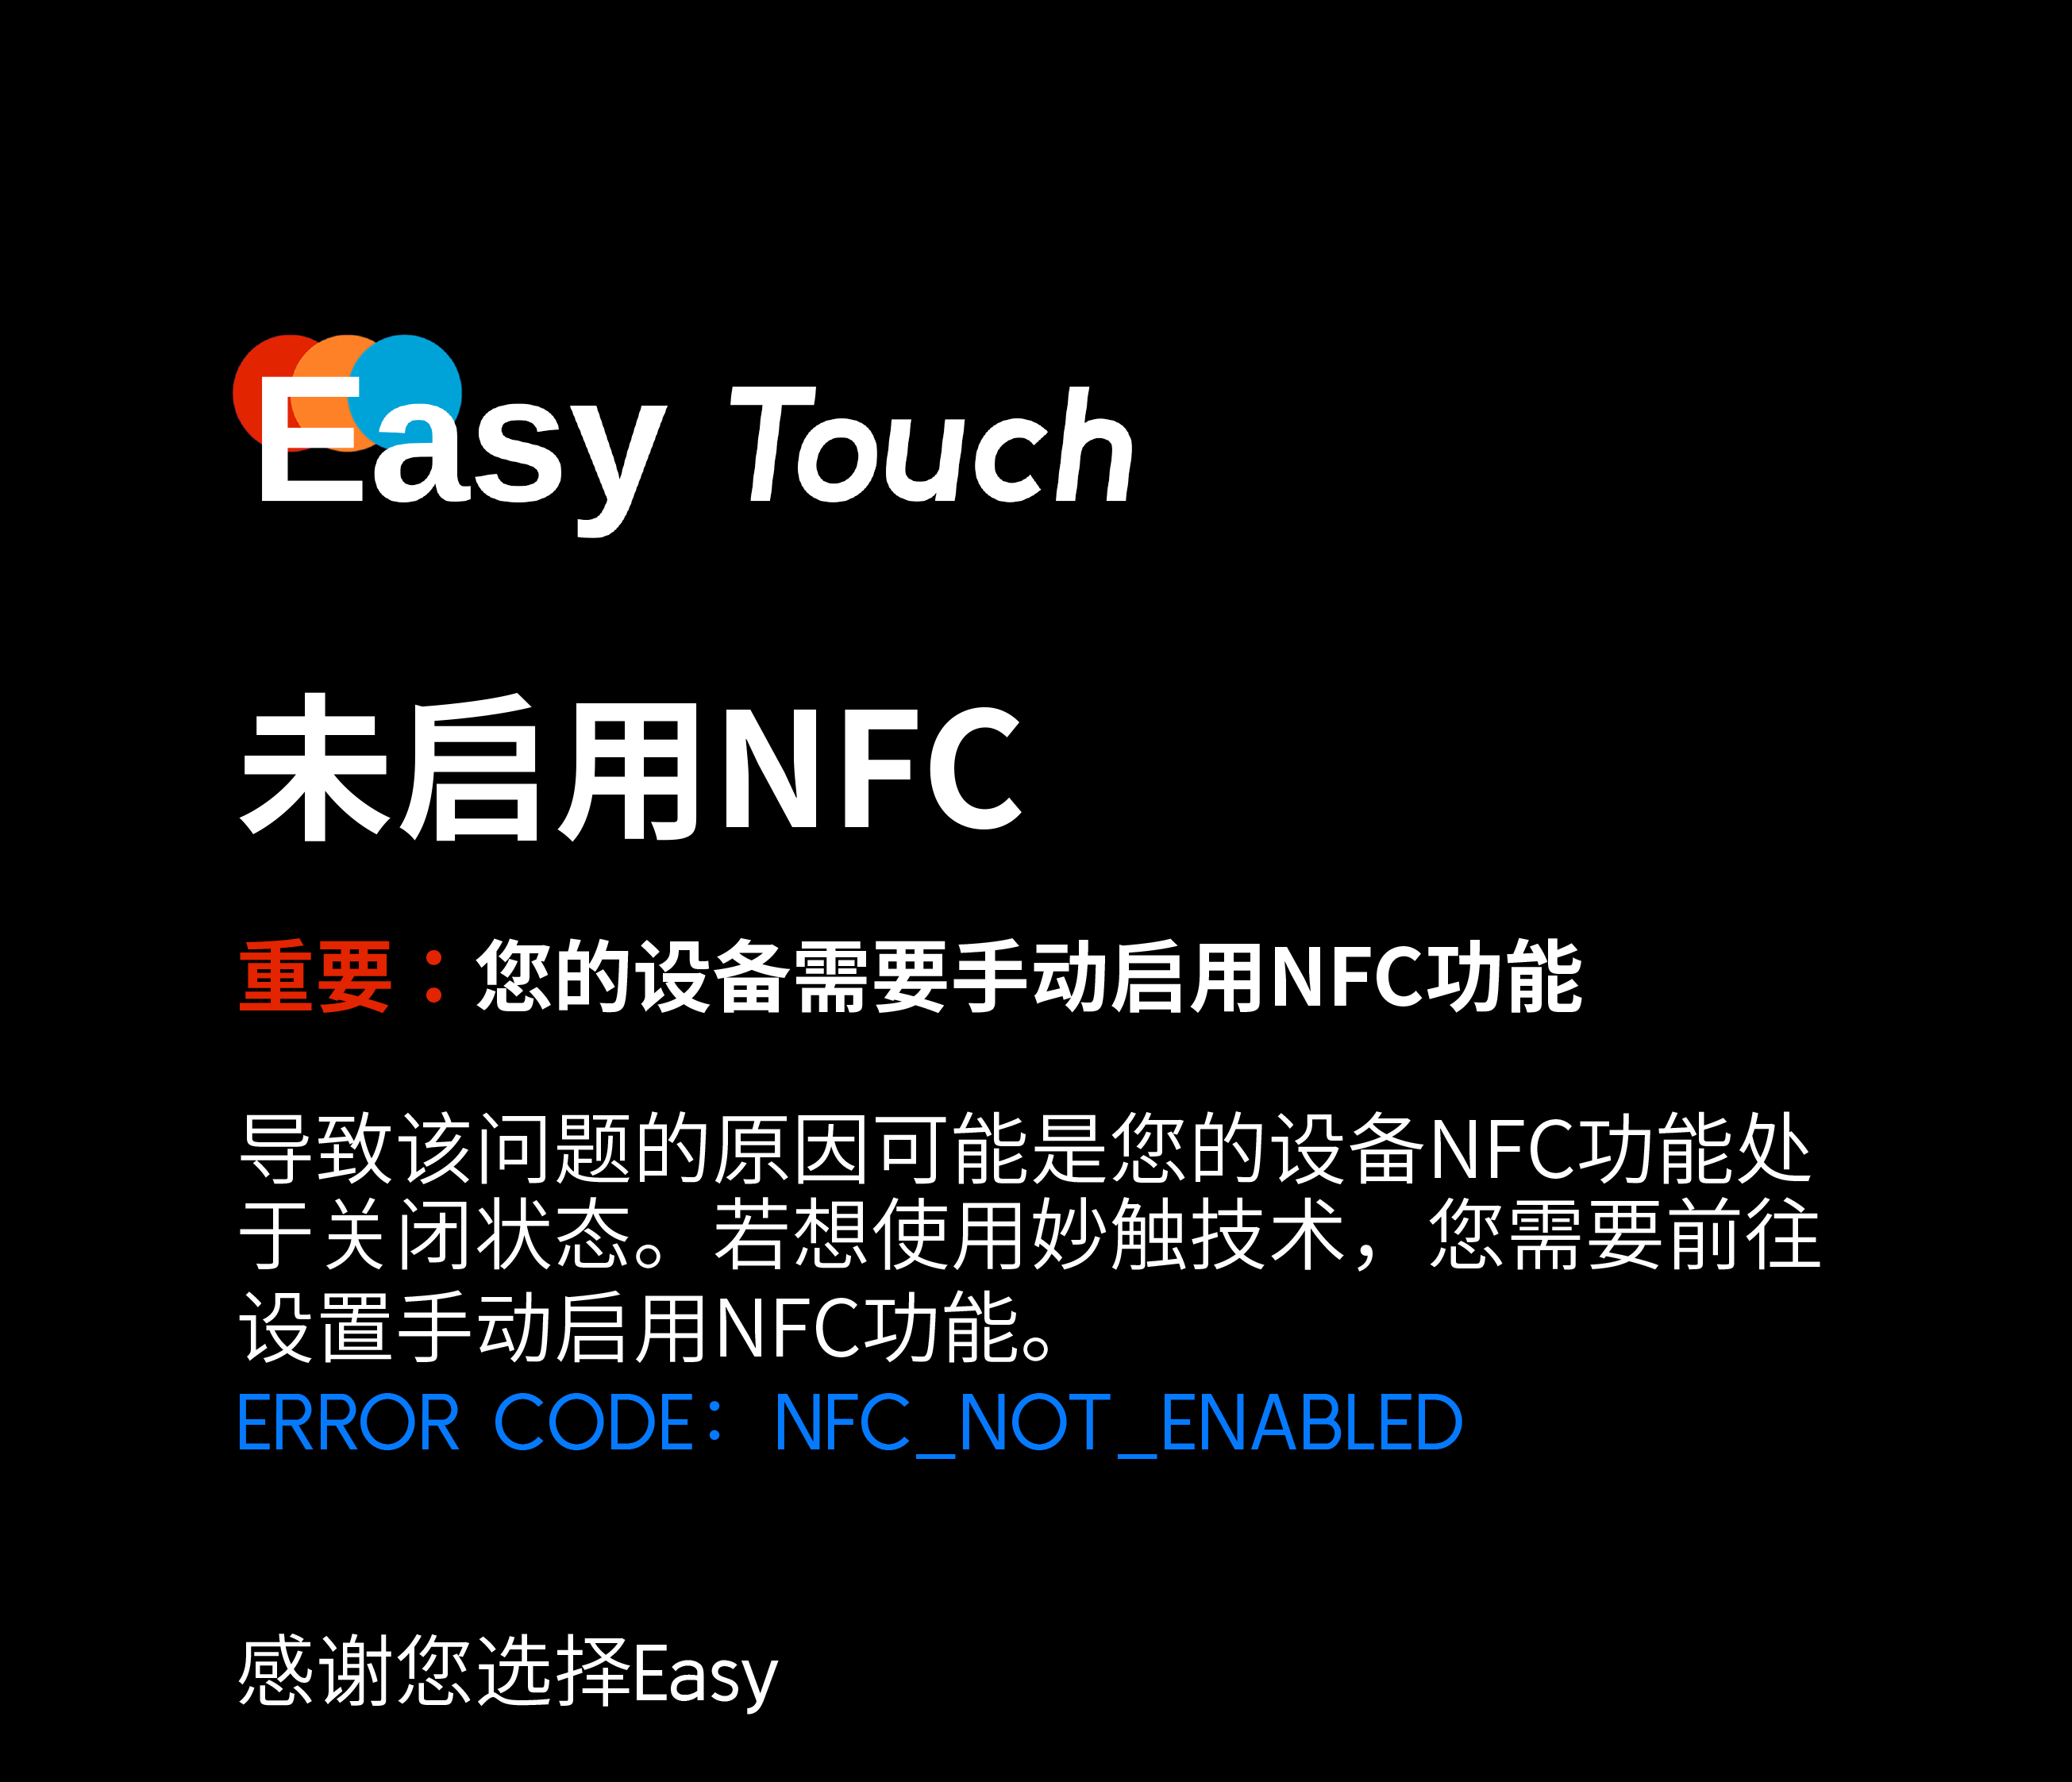 Easy Touch
未启用NFC
重要：您的设备需要手动启用NFC功能
导致该问题的原因可能是您的设备NFC功能处
于关闭状态。若想使用妙触技术，您需要前往
设置手动启用NFC功能。
ERROR CODE：NFC_NOT_ENABLED
感谢您选择Easy